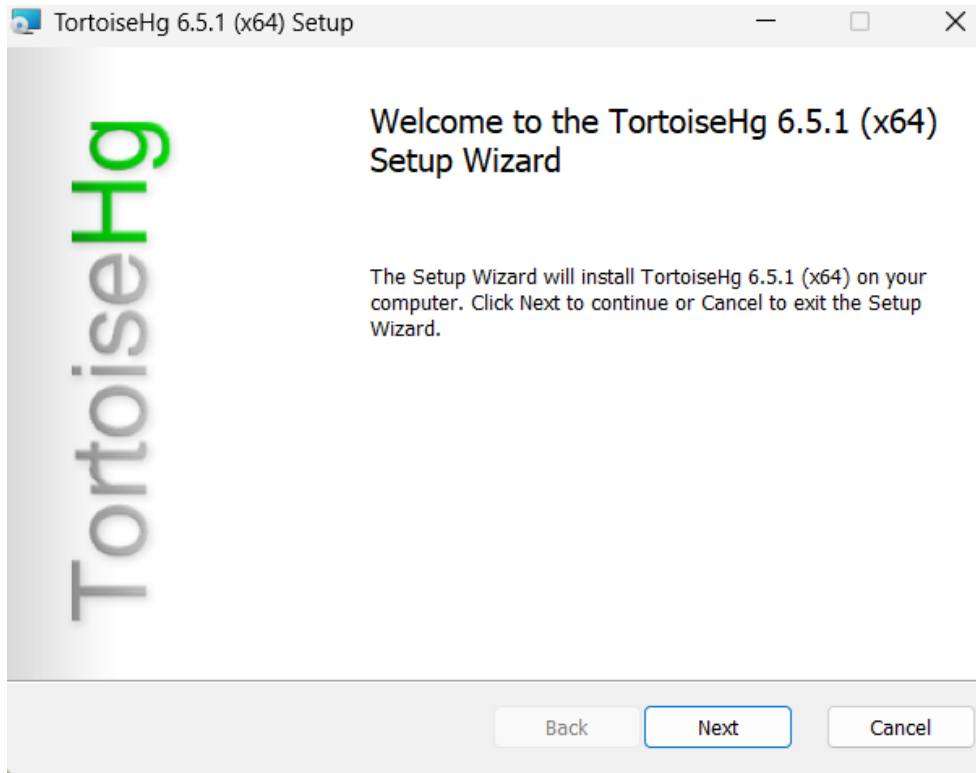 TortoiseHg 6.5.1 (x64) Setup
TortoiseHg
Welcome to the TortoiseHg 6.5.1 (x64)
Setup Wizard
The Setup Wizard will install TortoiseHg 6.5.1 (x64) on your
computer. Click Next to continue or Cancel to exit the Setup
Wizard.
Back
Next
Cancel